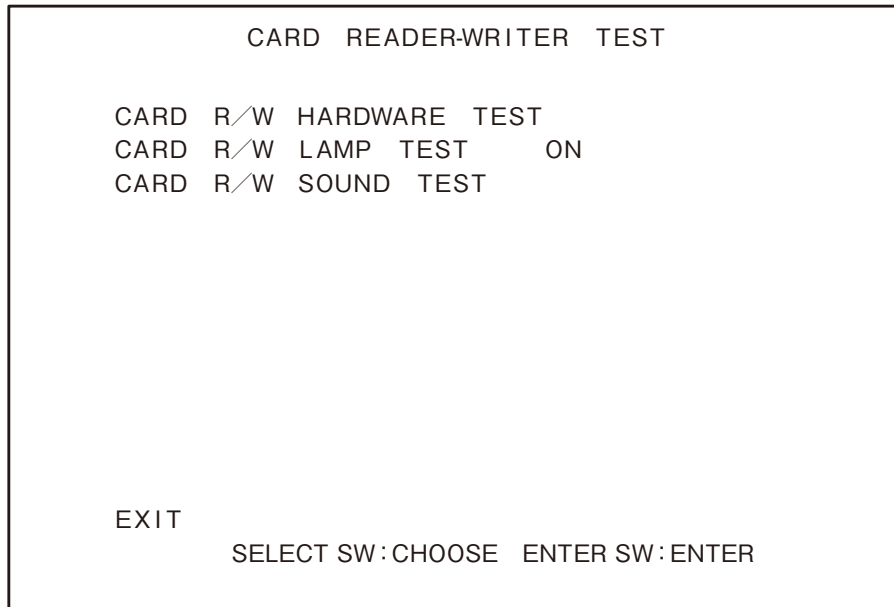 CARD READER-WRITER TEST
CARD R/W HARDWARE TEST
CARD R/W LAMP TEST ON
CARD R/W SOUND TEST
EXIT
SELECT SW:CHOOSE ENTER SW:ENTER